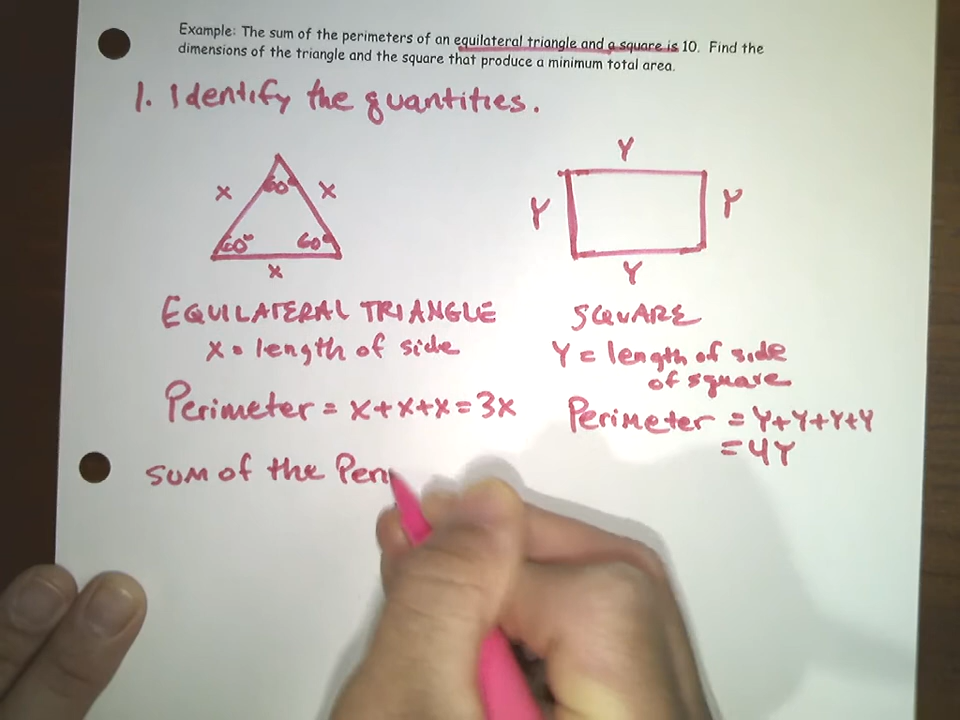 Example: The sum of the perimeters of an equilateral triangle and a square is 10. Find the
dimensions of the triangle and the square that produce a minimum total area.
1. Identify the quantities.
x
x
60°
60°
60°
x
Y
Y
Y
Y
EQUILATERAL TRIANGLE
x = length of side
Perimeter = x+x+x=3x
SQUARE
Y = length of side
of square
Perimeter = Y+Y+Y+Y
=4Y
SUM of the Peri